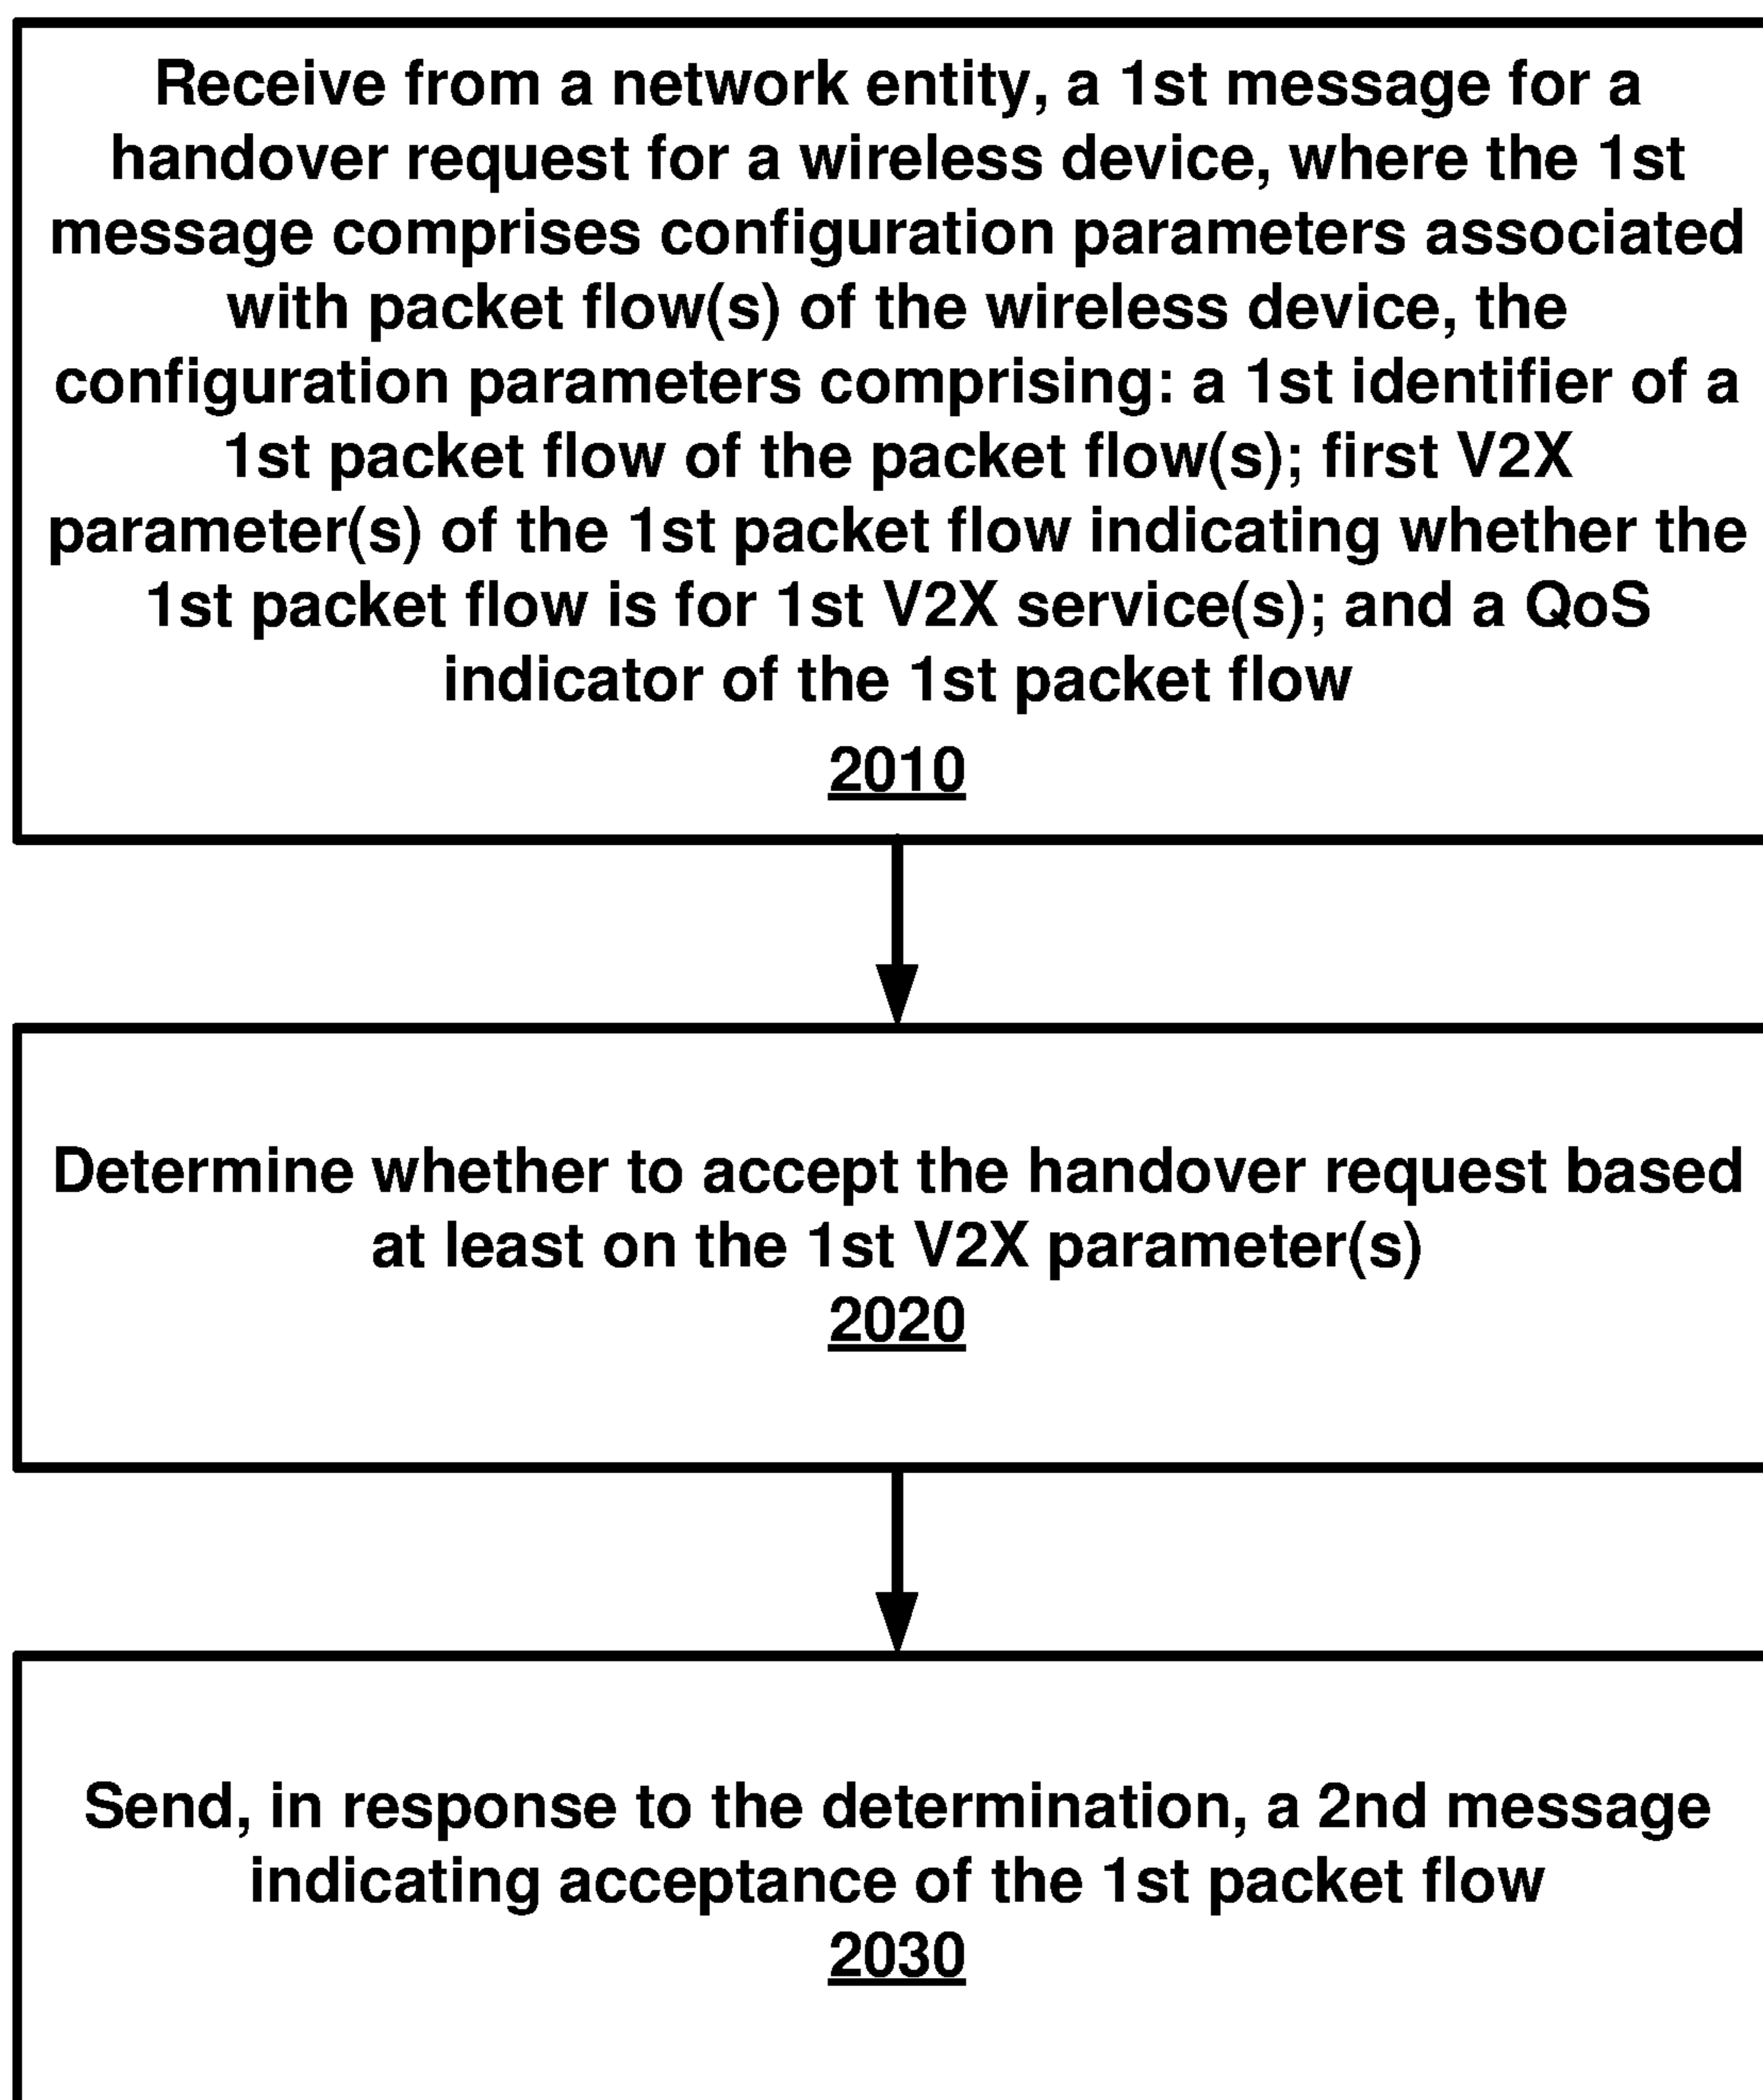 Receive from a network entity, a 1st message for a
handover request for a wireless device, where the 1st
message comprises configuration parameters associated
with packet flow(s) of the wireless device, the
configuration parameters comprising: a 1st identifier of a
1st packet flow of the packet flow(s); first V2X
parameter(s) of the 1st packet flow indicating whether the
1st packet flow is for 1st V2X service(s); and a QoS
indicator of the 1st packet flow
2010
Determine whether to accept the handover request based
at least on the 1st V2X parameter(s)
2020
Send, in response to the determination, a 2nd message
indicating acceptance of the 1st packet flow
2030